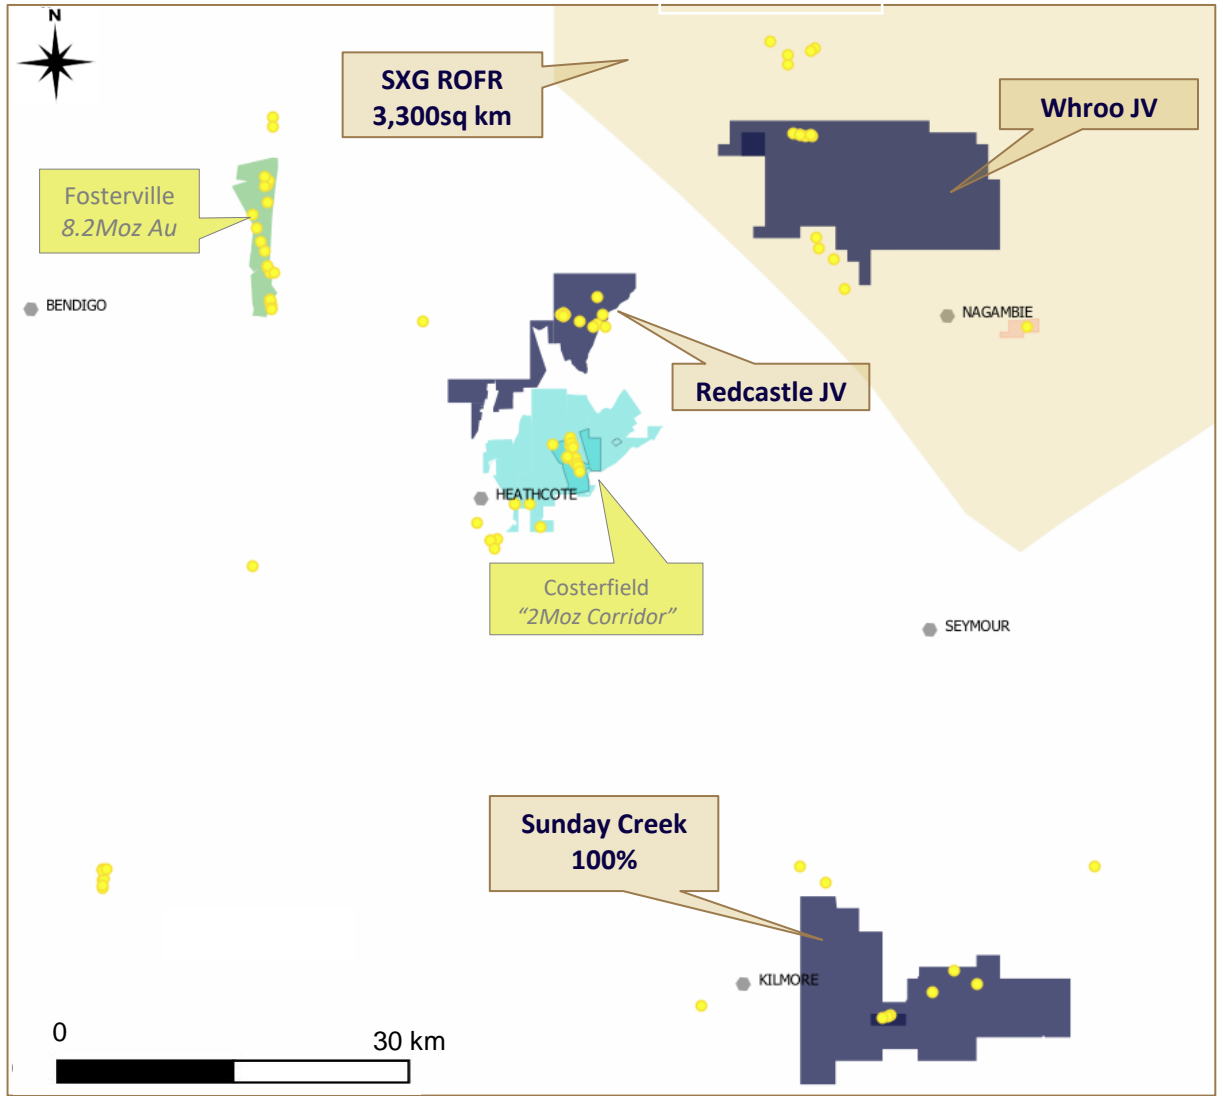 N
SXG ROFR
3,300sq km
Whroo JV
Fosterville
8.2Moz Au
BENDIGO
NAGAMBIE
Redcastle JV
HEATHCOTE
Costerfield
“2Moz Corridor”
SEYMOUR
Sunday Creek
100%
KILMORE
0
30 km